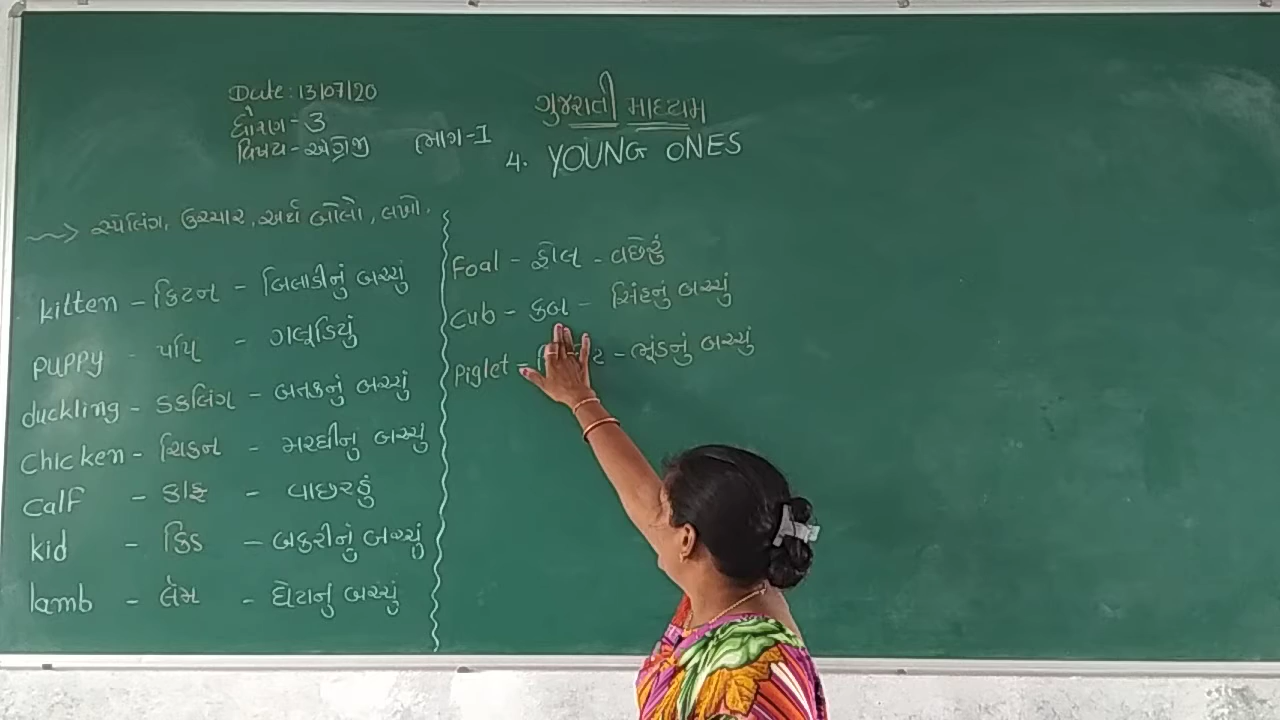 Date: 13/07/20
ધોરણ - 3
વિષય - અંગ્રેજી
ભાગ - I
ગુજરાતી માધ્યમ
4. YOUNG ONES
સ્પેલિંગ, ઉચ્ચાર, અર્થ બોલો, લખો.
kitten - કિટન - બિલાડીનું બચ્ચું
puppy - પપિ - ગલૂડિયું
duckling - ડકલિંગ - બતકનું બચ્ચું
chicken - ચિકન - મરઘીનું બચ્ચું
calf - કાફ - વાછરડું
kid - કિડ - બકરીનું બચ્ચું
lamb - લેમ - ઘેટાનું બચ્ચું
Foal - ફોલ - વછેરું
Cub - કબ - સિંહનું બચ્ચું
Piglet - ભૂંડનું બચ્ચું